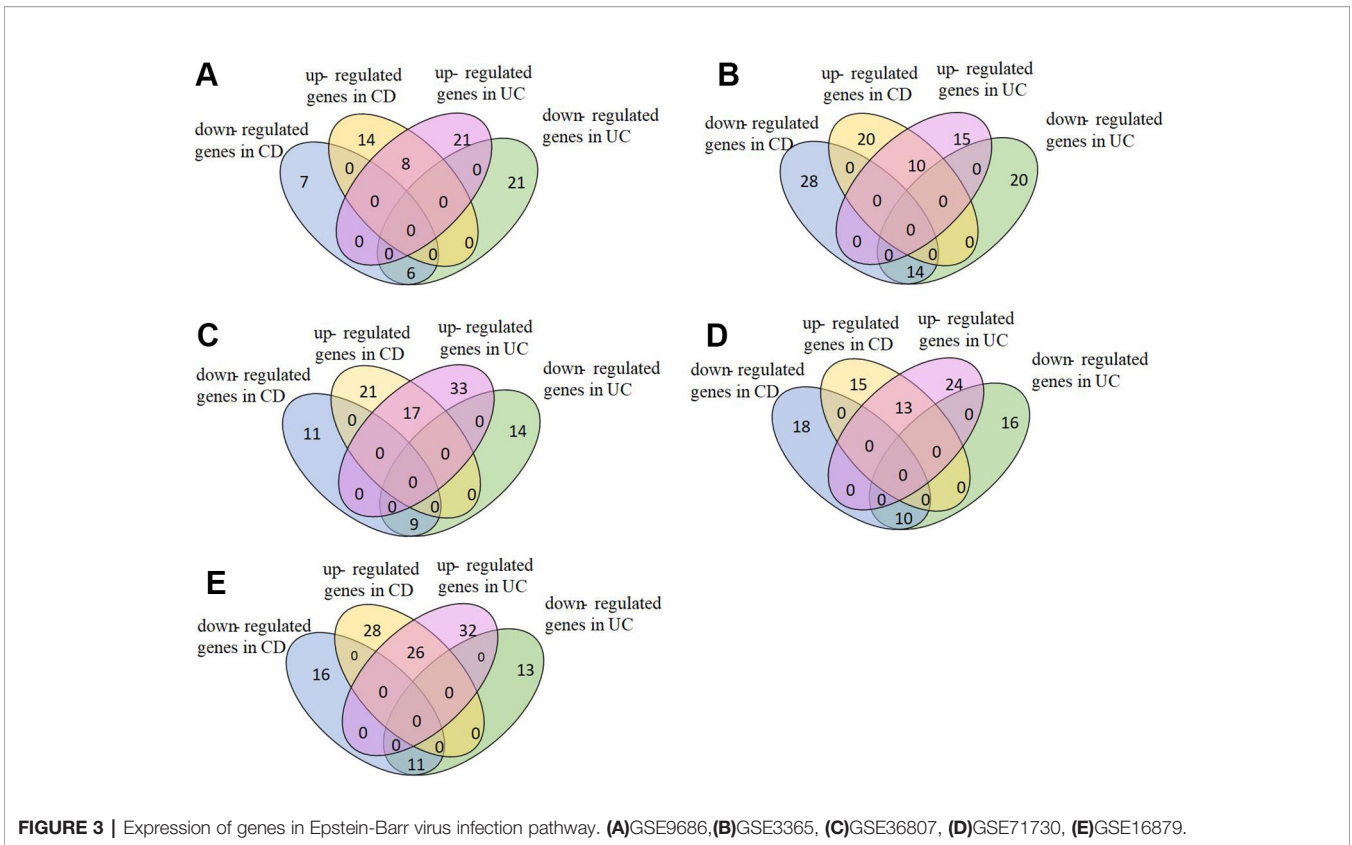 A
up- regulated
genes in CD
up- regulated
genes in UC
down- regulated
genes in CD
down- regulated
genes in UC
14
21
7
0
8
0
21
0
0
0
0
0
0
0
6
B
up- regulated
genes in CD
up- regulated
genes in UC
down- regulated
genes in CD
down- regulated
genes in UC
20
15
28
0
10
0
20
0
0
0
0
0
0
0
14
C
up- regulated
genes in CD
up- regulated
genes in UC
down- regulated
genes in CD
down- regulated
genes in UC
21
33
11
0
17
0
14
0
0
0
0
0
0
0
9
D
up- regulated
genes in CD
up- regulated
genes in UC
down- regulated
genes in CD
down- regulated
genes in UC
15
24
18
0
13
0
16
0
0
0
0
0
0
0
10
E
up- regulated
genes in CD
up- regulated
genes in UC
down- regulated
genes in CD
down- regulated
genes in UC
28
32
16
0
26
0
13
0
0
0
0
0
0
0
11
FIGURE 3 | Expression of genes in Epstein-Barr virus infection pathway. (A)GSE9686,(B)GSE3365, (C)GSE36807, (D)GSE71730, (E)GSE16879.